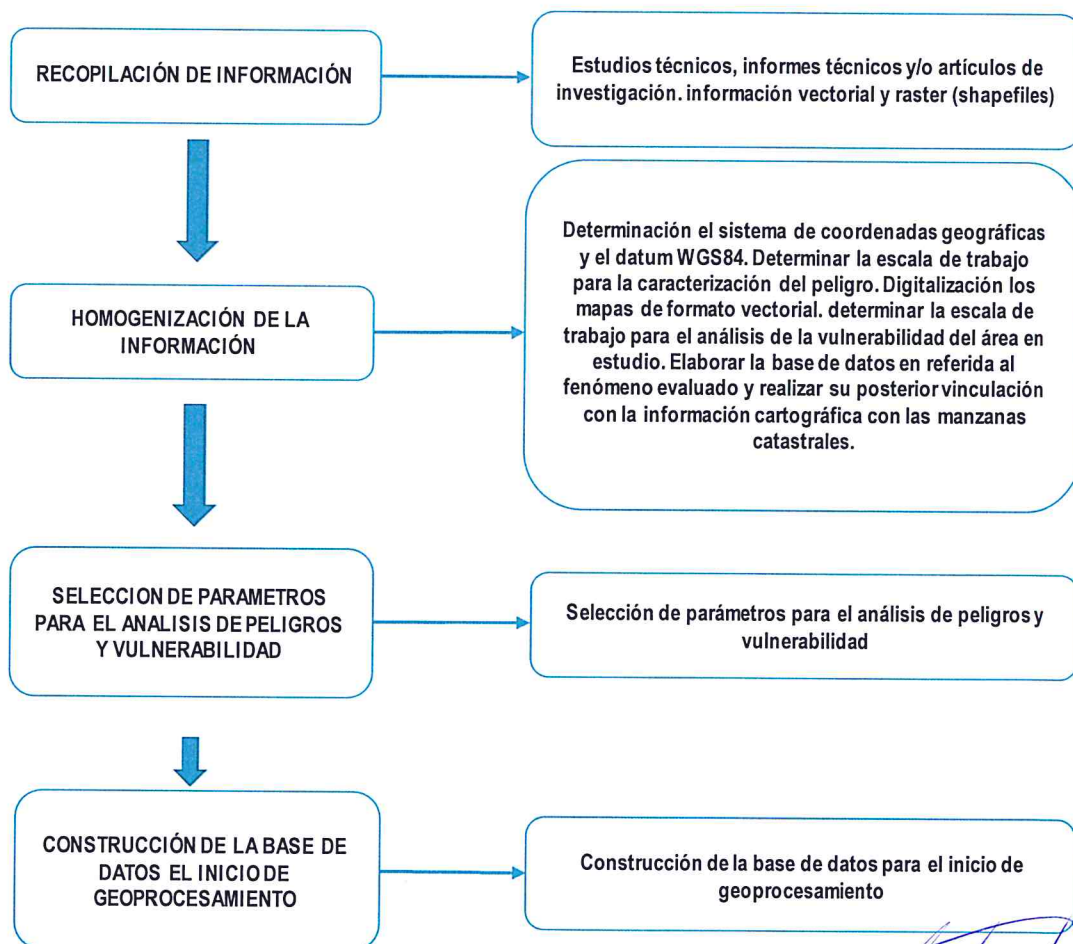 RECOPILACIÓN DE INFORMACIÓN
Estudios técnicos, informes técnicos y/o artículos de
investigación. información vectorial y raster (shapefiles)
HOMOGENIZACIÓN DE LA
INFORMACIÓN
Determinación el sistema de coordenadas geográficas
y el datum WGS84. Determinar la escala de trabajo
para la caracterización del peligro. Digitalización los
mapas de formato vectorial. determinar la escala de
trabajo para el análisis de la vulnerabilidad del área en
estudio. Elaborar la base de datos en referida al
fenómeno evaluado y realizar su posterior vinculación
con la información cartográfica con las manzanas
catastrales.
SELECCION DE PARAMETROS
PARA EL ANALISIS DE PELIGROS
Y VULNERABILIDAD
Selección de parámetros para el análisis de peligros y
vulnerabilidad
CONSTRUCCIÓN DE LA BASE DE
DATOS EL INICIO DE
GEOPROCESAMIENTO
Construcción de la base de datos para el inicio de
geoprocesamiento